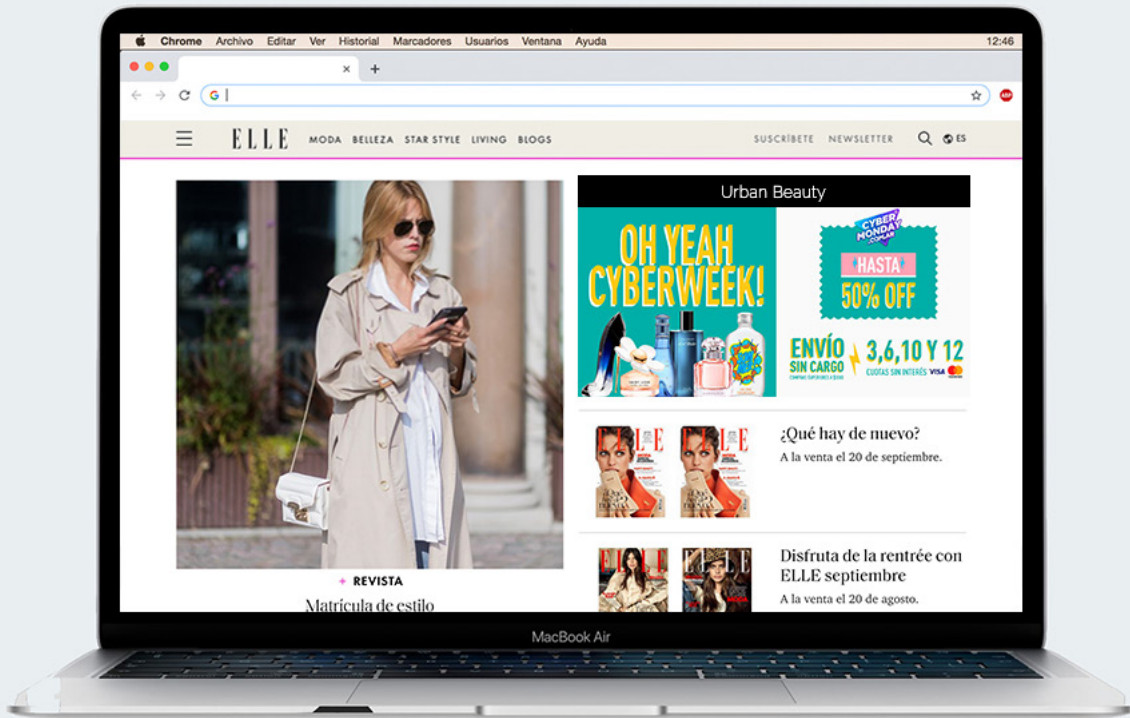 Chrome Archivo Editar Ver Historial Marcadores Usuarios Ventana Ayuda 12:46
ELLE MODA BELLEZA STAR STYLE LIVING BLOGS SUSCRÍBETE NEWSLETTER ES
Urban Beauty
OH YEAH
CYBERWEEK!
CYBER
MONDAY
.COM.AR
HASTA
50% OFF
ENVÍO
SIN CARGO
3,6,10 Y 12
CUOTAS SIN INTERÉS VISA
ELLE
ELLE
¿Qué hay de nuevo?
A la venta el 20 de septiembre.
ELLE
ELLE
Disfruta de la rentrée con
ELLE septiembre
A la venta el 20 de agosto.
+ REVISTA
Matrícula de estilo
MacBook Air